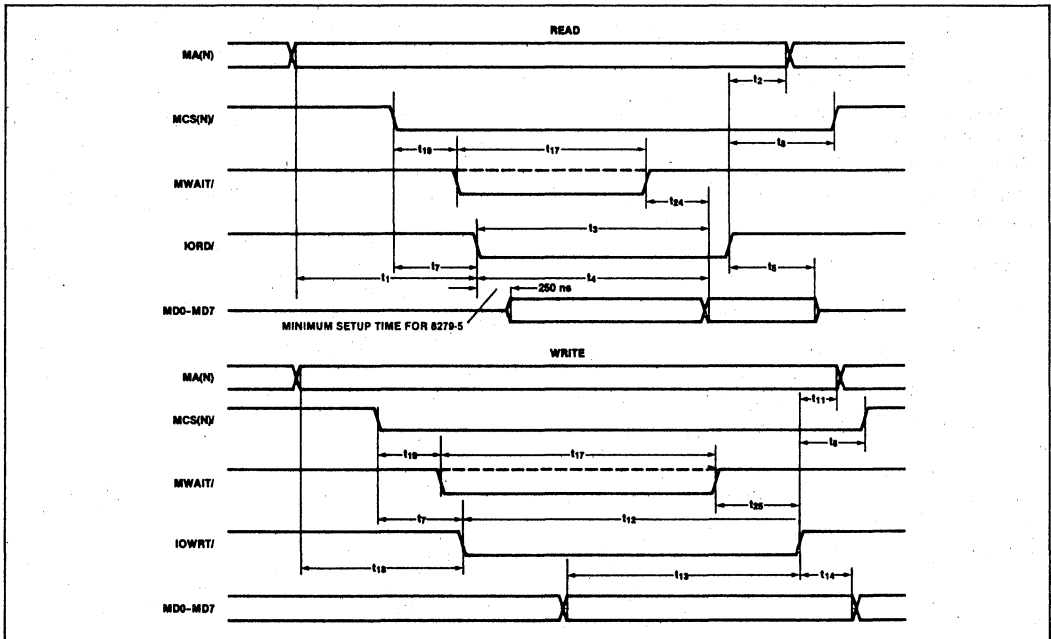 READ
MA(N)
t2
MCS(N)/
t8
t19
t17
MWAIT/
t24
t3
IORD/
t7
t5
t1
t4
250 ns
MD0-MD7
MINIMUM SETUP TIME FOR 8279-5
WRITE
MA(N)
t11
MCS(N)/
t8
t19
t17
MWAIT/
t25
t7
t12
IOWRT/
t18
t13
t14
MD0-MD7